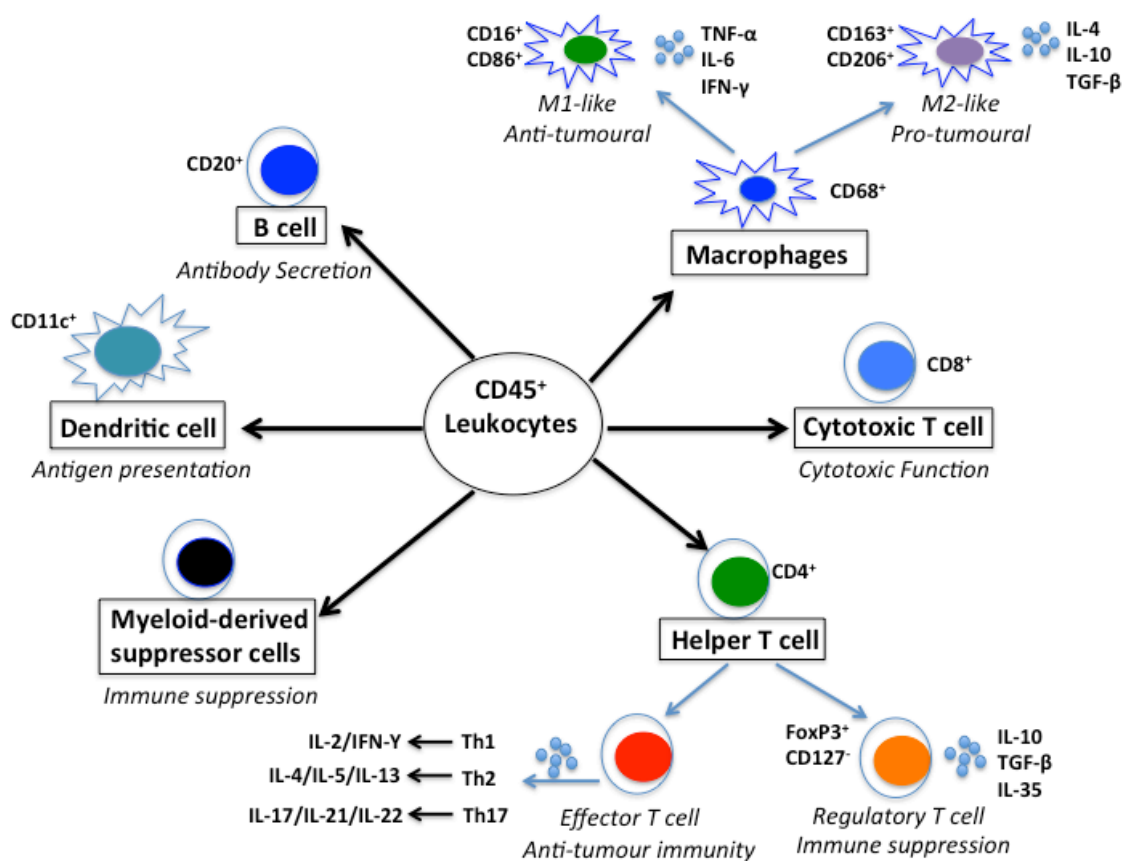 CD16⁺
CD86⁺
TNF-α
IL-6
IFN-γ
M1-like
Anti-tumoural
CD163⁺
CD206⁺
IL-4
IL-10
TGF-β
M2-like
Pro-tumoural
CD68⁺
Macrophages
CD20⁺
B cell
Antibody Secretion
CD11c⁺
Dendritic cell
Antigen presentation
CD45⁺
Leukocytes
CD8⁺
Cytotoxic T cell
Cytotoxic Function
Myeloid-derived
suppressor cells
Immune suppression
CD4⁺
Helper T cell
IL-2/IFN-Y
Th1
IL-4/IL-5/IL-13
Th2
IL-17/IL-21/IL-22
Th17
Effector T cell
Anti-tumour immunity
FoxP3⁺
CD127⁻
IL-10
TGF-β
IL-35
Regulatory T cell
Immune suppression